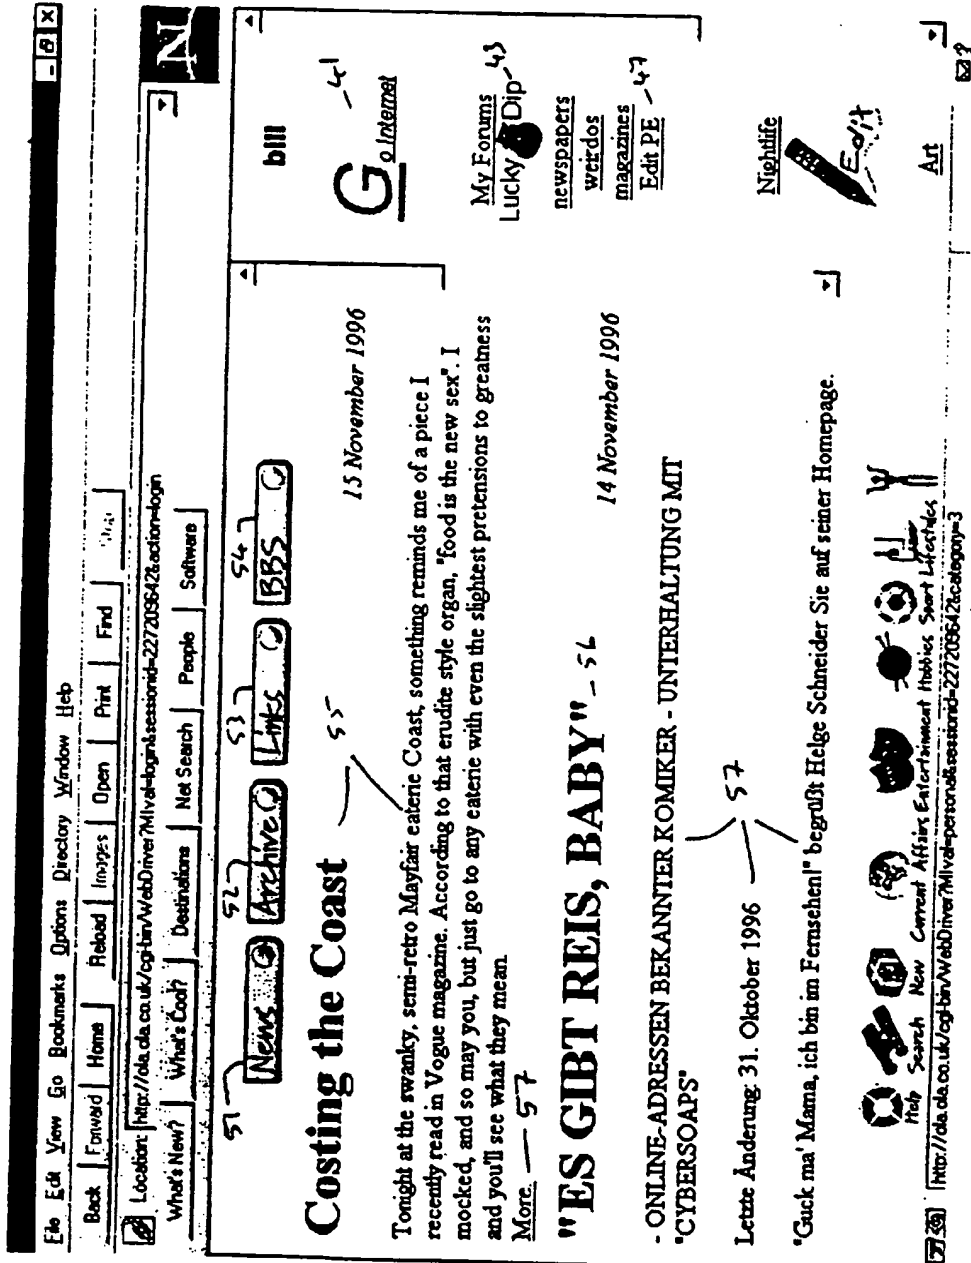 File Edit View Go Bookmarks Options Directory Window Help
Back Forward Home Reload Images Open Print Find Stop
Location: http://ola.ola.co.uk/cgi-bin/WebDriver?MIval=login&sessionid=227209642&action=login
What's New? What's Cool? Destinations Net Search People Software
N
51 52 53 54
News Archive Links BBS
Costing the Coast
55
15 November 1996
Tonight at the swanky, semi-retro Mayfair eaterie Coast, something reminds me of a piece I
recently read in Vogue magazine. According to that erudite style organ, "food is the new sex". I
mocked, and so may you, but just go to any eaterie with even the slightest pretensions to greatness
and you'll see what they mean.
More. 57
"ES GIBT REIS, BABY" 56
14 November 1996
- ONLINE-ADRESSEN BEKANNTER KOMIKER - UNTERHALTUNG MIT
"CYBERSOAPS"
Letzte Änderung: 31. Oktober 1996 57
"Guck ma' Mama, ich bin im Fernsehen!" begrüßt Helge Schneider Sie auf seiner Homepage.
bill
Go Internet 41
My Forums
Lucky Dip 43
newspapers
weirdos
magazines
Edit PE 47
Nightlife
Edit
Art
Help Search New Current Affairs Entertainment Hobbies Sport Lifestyles
http://ola.ola.co.uk/cgi-bin/WebDriver?MIval=personal&sessionid=227209642&category=3